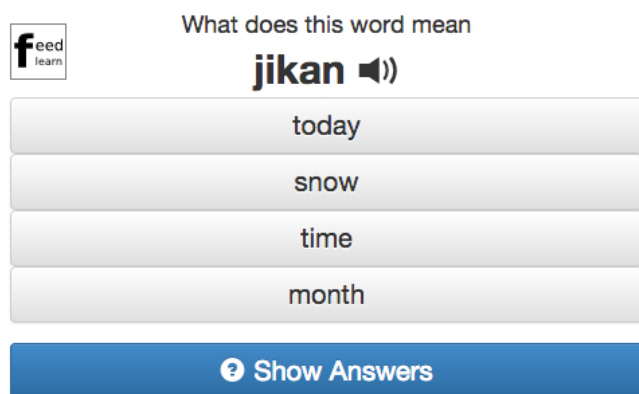 feed
learn
What does this word mean
jikan
today
snow
time
month
Show Answers